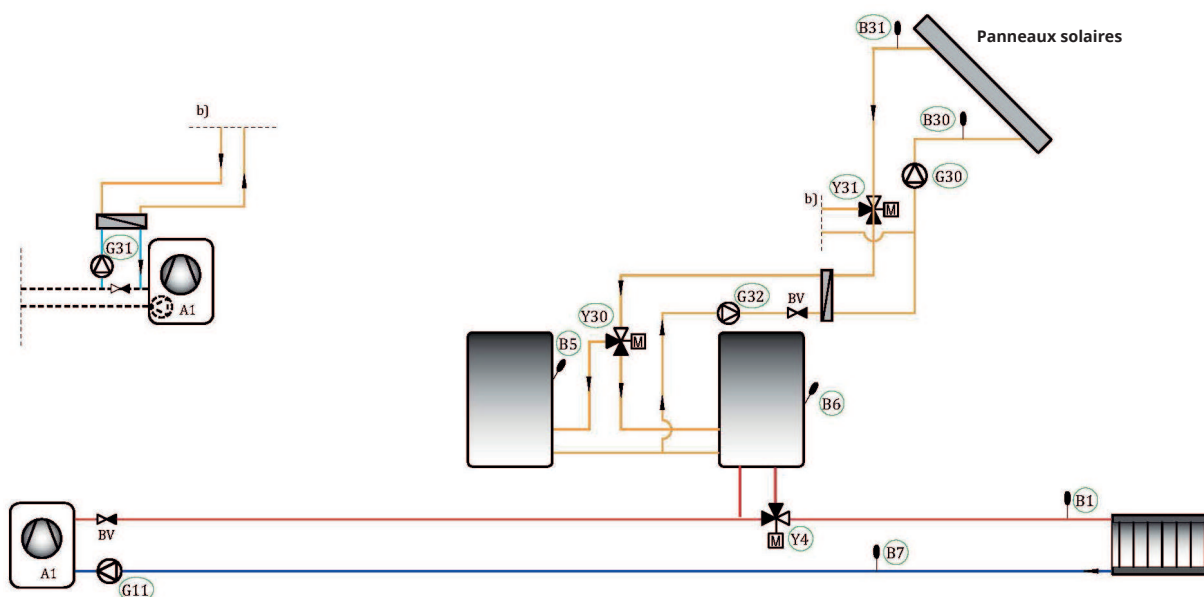 B31
Panneaux solaires
b)
B30
G30
Y31
M
b)
G31
A1
G32
BV
Y30
M
B5
B6
B1
BV
Y4
M
B7
A1
G11